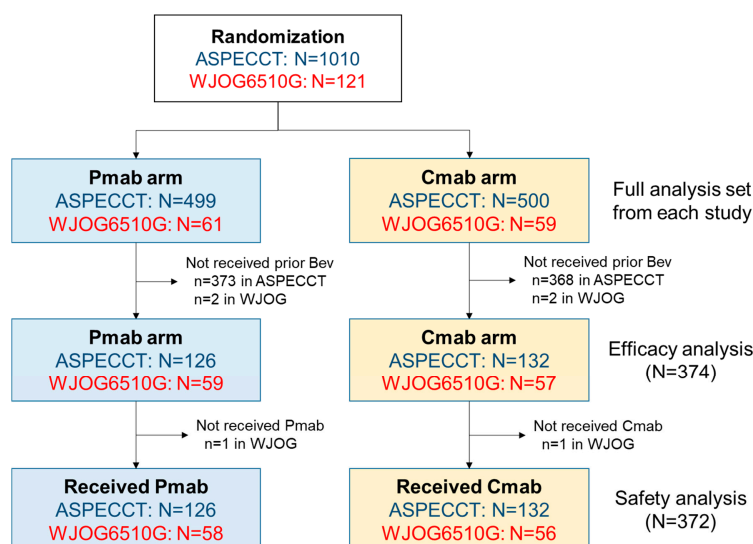 Randomization
ASPECCT: N=1010
WJOG6510G: N=121
Pmab arm
ASPECCT: N=499
WJOG6510G: N=61
Cmab arm
ASPECCT: N=500
WJOG6510G: N=59
Full analysis set
from each study
Not received prior Bev
n=373 in ASPECCT
n=2 in WJOG
Not received prior Bev
n=368 in ASPECCT
n=2 in WJOG
Pmab arm
ASPECCT: N=126
WJOG6510G: N=59
Cmab arm
ASPECCT: N=132
WJOG6510G: N=57
Efficacy analysis
(N=374)
Not received Pmab
n=1 in WJOG
Not received Cmab
n=1 in WJOG
Received Pmab
ASPECCT: N=126
WJOG6510G: N=58
Received Cmab
ASPECCT: N=132
WJOG6510G: N=56
Safety analysis
(N=372)